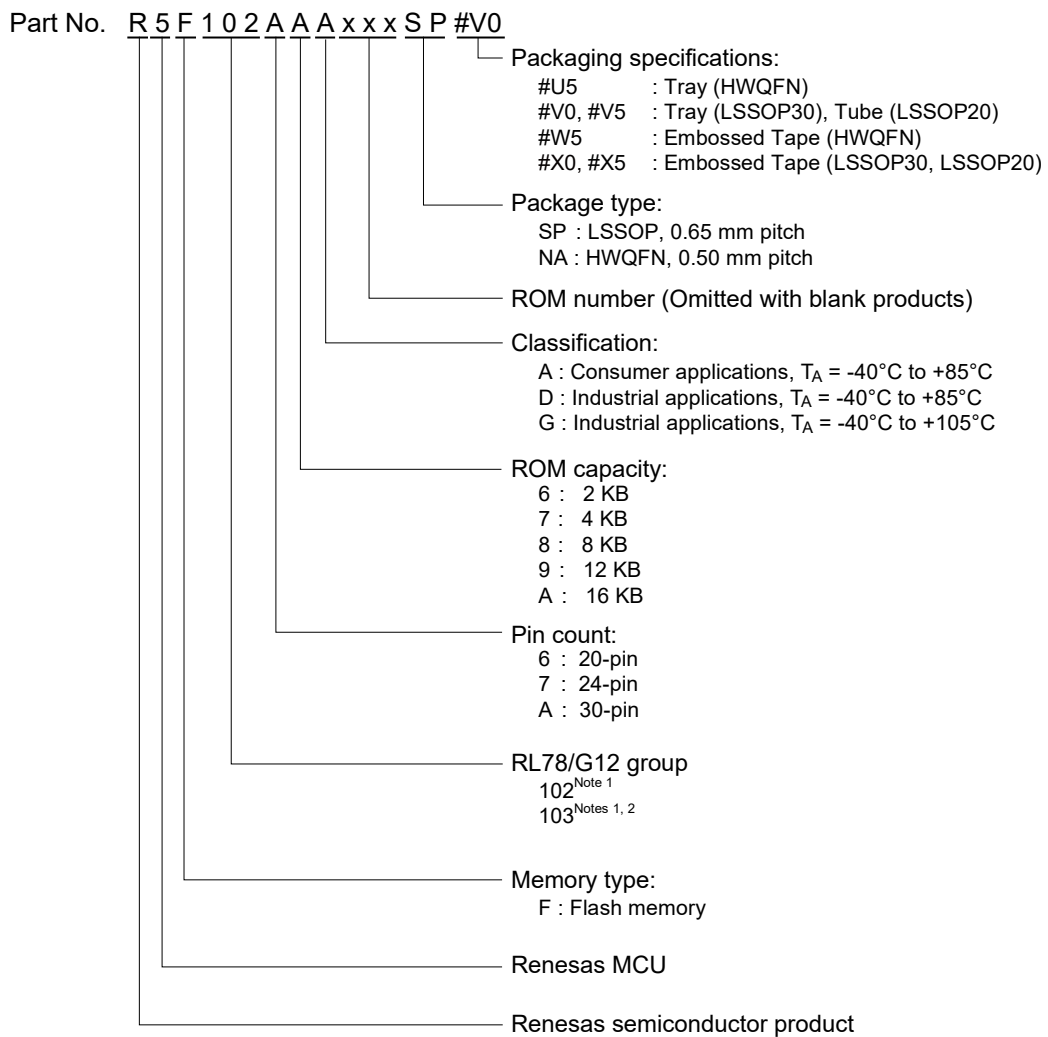 Part No. R 5 F 1 0 2 A A A x x x S P #V0
Packaging specifications:
#U5 : Tray (HWQFN)
#V0, #V5 : Tray (LSSOP30), Tube (LSSOP20)
#W5 : Embossed Tape (HWQFN)
#X0, #X5 : Embossed Tape (LSSOP30, LSSOP20)
Package type:
SP : LSSOP, 0.65 mm pitch
NA : HWQFN, 0.50 mm pitch
ROM number (Omitted with blank products)
Classification:
A : Consumer applications, TA = -40°C to +85°C
D : Industrial applications, TA = -40°C to +85°C
G : Industrial applications, TA = -40°C to +105°C
ROM capacity:
6 : 2 KB
7 : 4 KB
8 : 8 KB
9 : 12 KB
A : 16 KB
Pin count:
6 : 20-pin
7 : 24-pin
A : 30-pin
RL78/G12 group
102Note 1
103Notes 1, 2
Memory type:
F : Flash memory
Renesas MCU
Renesas semiconductor product